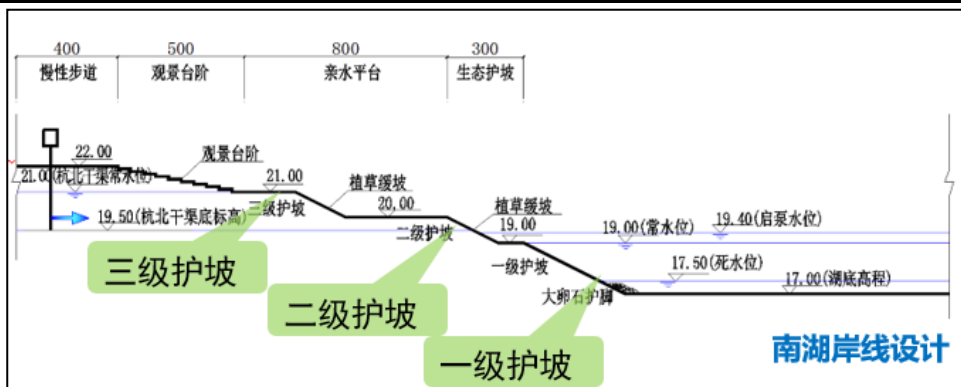 400 500 800 300
慢性步道 观景台阶 亲水平台 生态护坡
22.00
观景台阶
21.00(杭北干渠常水位)
21.00
植草缓坡
三级护坡
19.50(杭北干渠底标高)
20,00
植草缓坡
二级护坡
19.00
19.00(常水位)
19.40(启泵水位)
一级护坡
17.50(死水位)
大卵石护脚
17.00(湖底高程)
三级护坡
二级护坡
一级护坡
南湖岸线设计